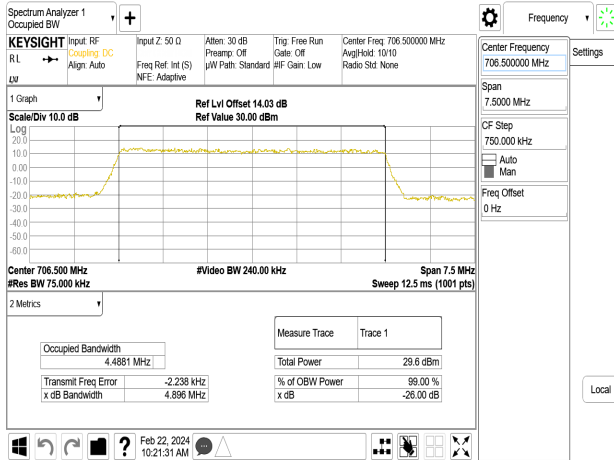 Spectrum Analyzer 1
Occupied BW
Frequency
KEYSIGHT
R L
Input: RF
Coupling: DC
Align: Auto
Input Z: 50 Ω
Freq Ref: Int (S)
NFE: Adaptive
Atten: 30 dB
Preamp: Off
µW Path: Standard
Trig: Free Run
Gate: Off
#IF Gain: Low
Center Freq: 706.500000 MHz
Avg|Hold: 10/10
Radio Std: None
1 Graph
Scale/Div 10.0 dB
Ref Lvl Offset 14.03 dB
Ref Value 30.00 dBm
Log
20.0
10.0
0.00
-10.0
-20.0
-30.0
-40.0
-50.0
-60.0
Center 706.500 MHz
#Video BW 240.00 kHz
Span 7.5 MHz
#Res BW 75.000 kHz
Sweep 12.5 ms (1001 pts)
2 Metrics
Measure Trace
Trace 1
Occupied Bandwidth
4.4881 MHz
Total Power
29.6 dBm
Transmit Freq Error
-2.238 kHz
% of OBW Power
99.00 %
x dB Bandwidth
4.896 MHz
x dB
-26.00 dB
Center Frequency
706.500000 MHz
Settings
Span
7.5000 MHz
CF Step
750.000 kHz
Auto
Man
Freq Offset
0 Hz
Local
?
Feb 22, 2024
10:21:31 AM